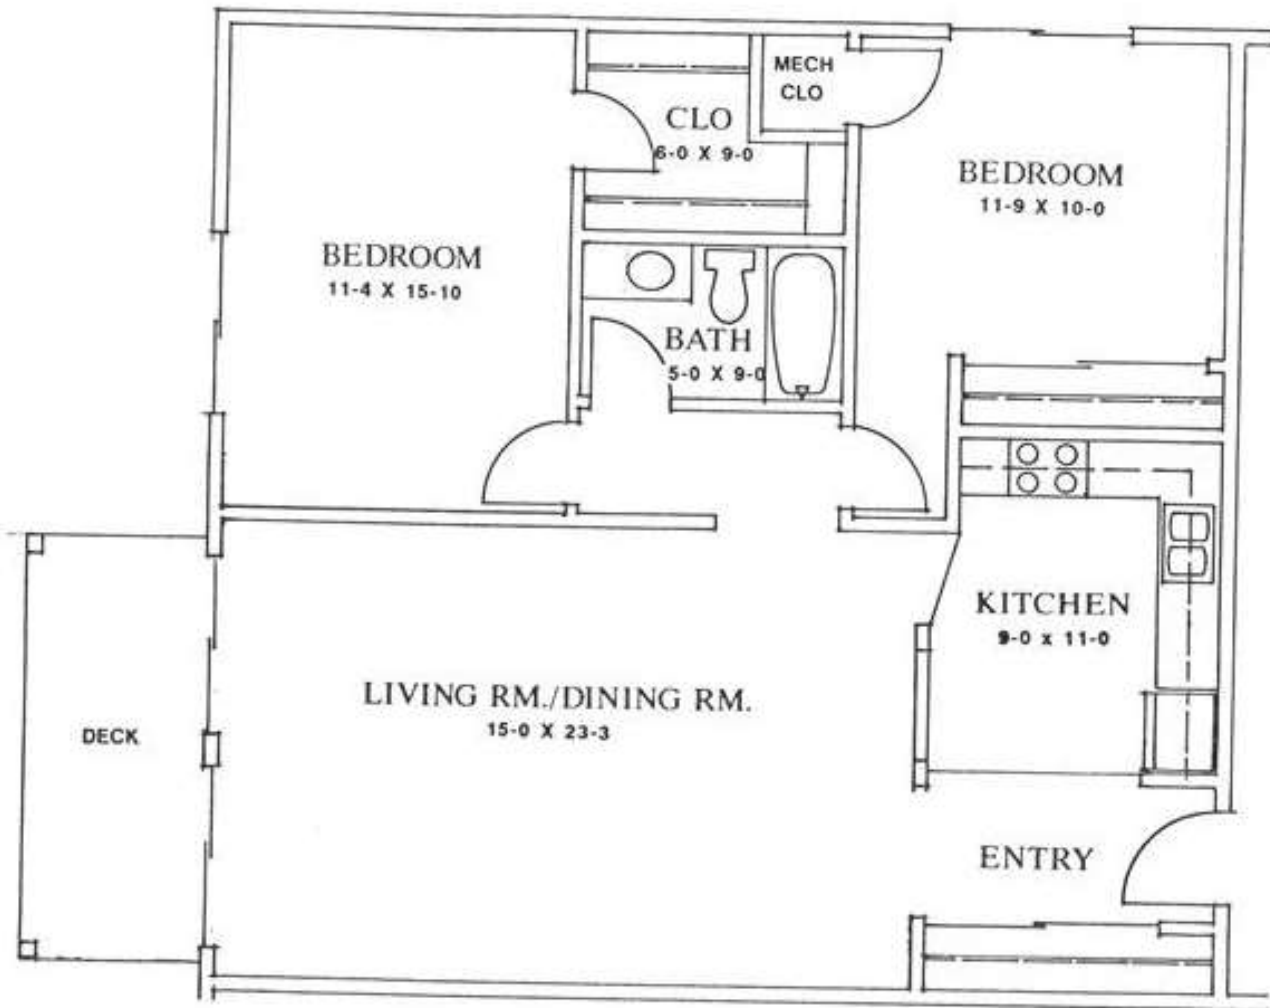 MECH
CLO
CLO
6-0 X 9-0
BEDROOM
11-9 X 10-0
BEDROOM
11-4 X 15-10
BATH
5-0 X 9-0
KITCHEN
9-0 x 11-0
LIVING RM./DINING RM.
15-0 X 23-3
DECK
ENTRY